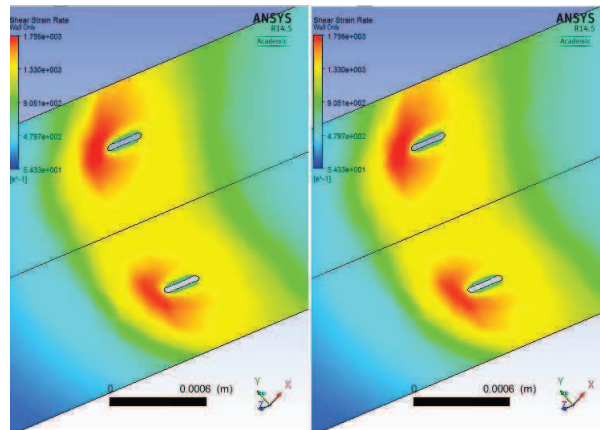 Shear Strain Rate
Wall Only
1.756e+003
1.330e+003
9.051e+002
4.797e+002
5.433e+001
[s^-1]
ANSYS
R14.5
Academic
0
0.0006 (m)
Y
X
Z
Shear Strain Rate
Wall Only
1.756e+003
1.330e+003
9.051e+002
4.797e+002
5.433e+001
[s^-1]
ANSYS
R14.5
Academic
0
0.0006 (m)
Y
X
Z